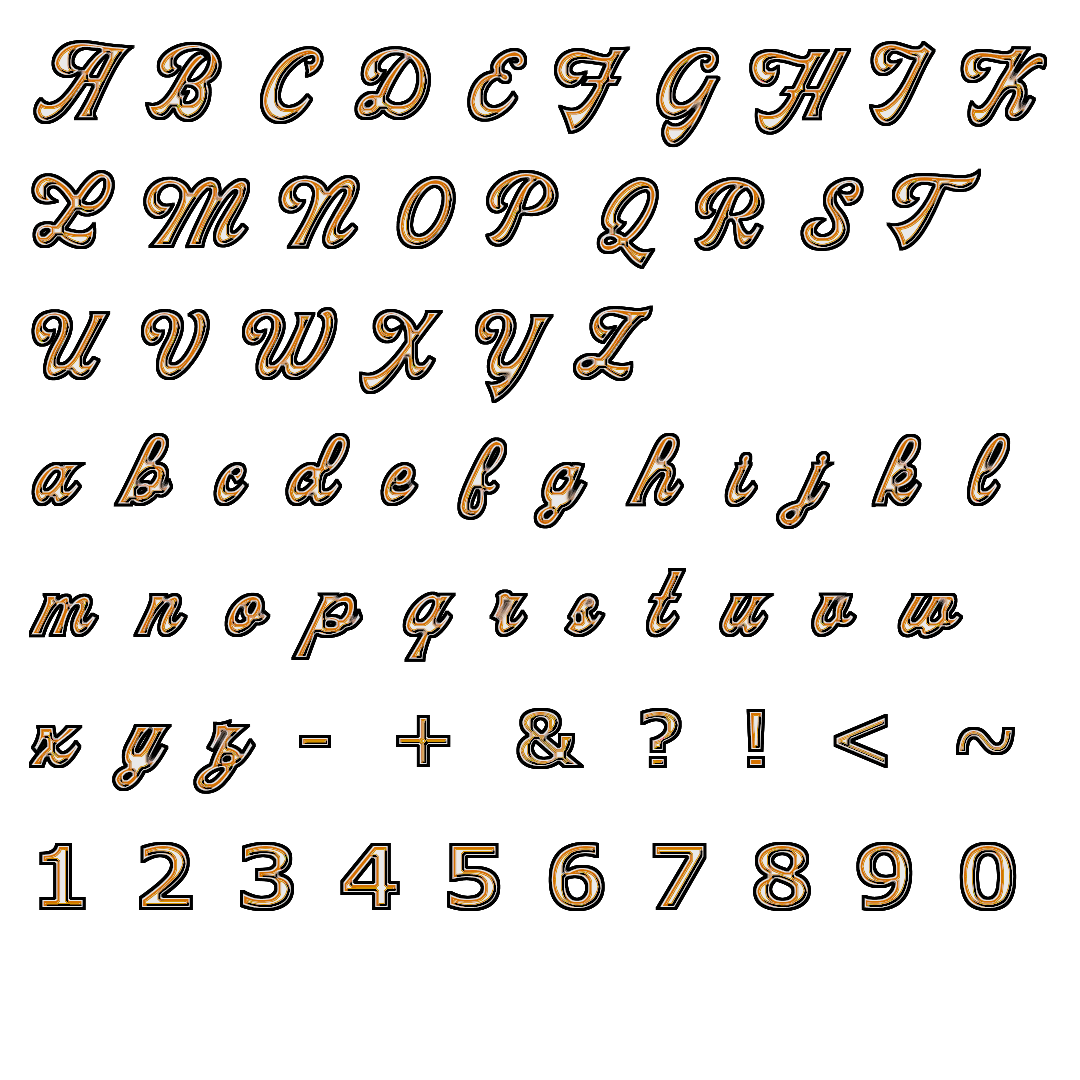 A B C D E F G H I K
L M N O P Q R S T
U V W X Y Z
a b c d e f g h i j k l
m n o p q r s t u v w
x y z - + & ? ! < ~
1 2 3 4 5 6 7 8 9 0